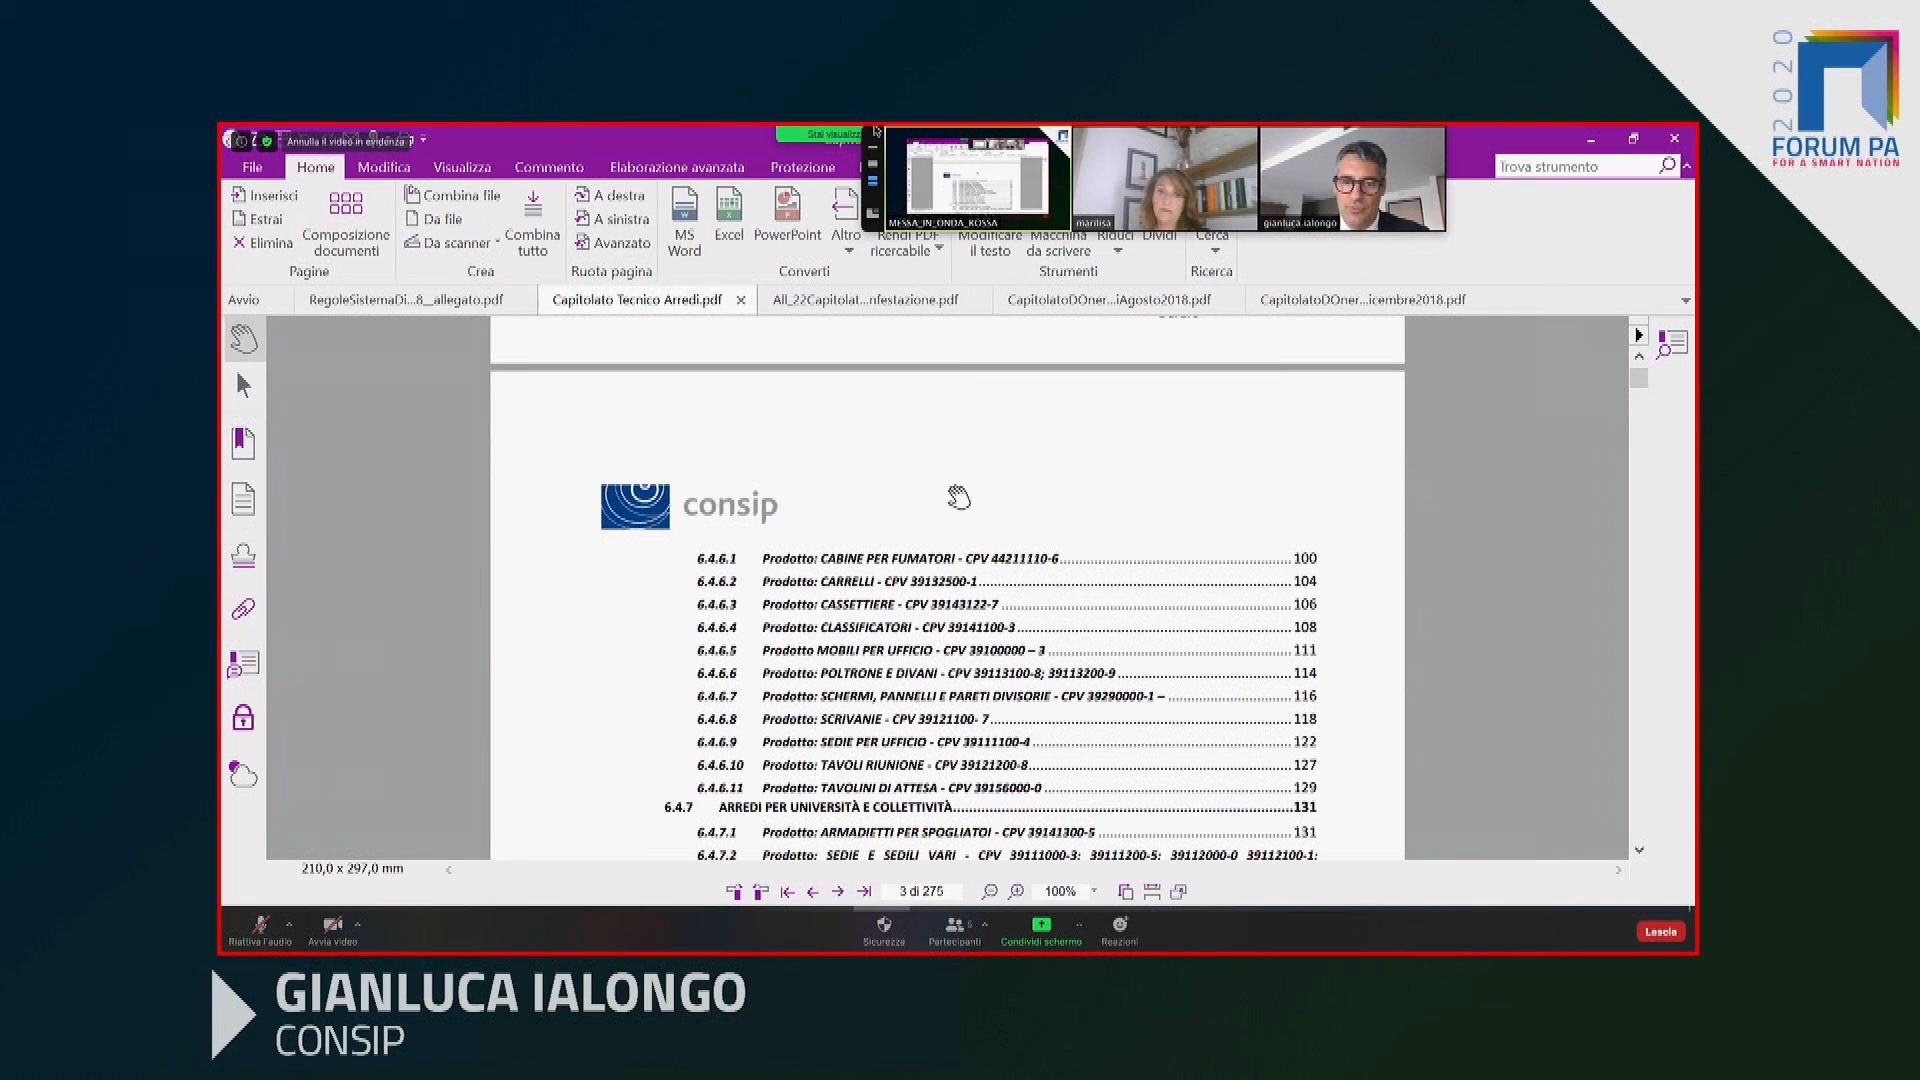 2020
FORUM PA
FOR A SMART NATION
Annulla il video in evidenza
Stai visualizz
File Home Modifica Visualizza Commento Elaborazione avanzata Protezione
Trova strumento
MESSA_IN_ONDA_ROSSA
marilisa
gianluca.ialongo
Inserisci
Estrai
Elimina
Composizione documenti
Pagine
Combina file
Da file
Da scanner
Combina tutto
Crea
A destra
A sinistra
Avanzato
Ruota pagina
MS Word
Excel
PowerPoint
Altro
Rendi PDF ricercabile
Converti
Modificare il testo
Macchina da scrivere
Riduci
Dividi
Strumenti
Cerca
Ricerca
Avvio
RegoleSistemaDi...8__allegato.pdf
Capitolato Tecnico Arredi.pdf
All_22Capitolat...nfestazione.pdf
CapitolatoDOner...iAgosto2018.pdf
CapitolatoDOner...icembre2018.pdf
consip
6.4.6.1 Prodotto: CABINE PER FUMATORI - CPV 44211110-6 100
6.4.6.2 Prodotto: CARRELLI - CPV 39132500-1 104
6.4.6.3 Prodotto: CASSETTIERE - CPV 39143122-7 106
6.4.6.4 Prodotto: CLASSIFICATORI - CPV 39141100-3 108
6.4.6.5 Prodotto MOBILI PER UFFICIO - CPV 39100000 – 3 111
6.4.6.6 Prodotto: POLTRONE E DIVANI - CPV 39113100-8; 39113200-9 114
6.4.6.7 Prodotto: SCHERMI, PANNELLI E PARETI DIVISORIE - CPV 39290000-1 – 116
6.4.6.8 Prodotto: SCRIVANIE - CPV 39121100- 7 118
6.4.6.9 Prodotto: SEDIE PER UFFICIO - CPV 39111100-4 122
6.4.6.10 Prodotto: TAVOLI RIUNIONE - CPV 39121200-8 127
6.4.6.11 Prodotto: TAVOLINI DI ATTESA - CPV 39156000-0 129
6.4.7 ARREDI PER UNIVERSITÀ E COLLETTIVITÀ 131
6.4.7.1 Prodotto: ARMADIETTI PER SPOGLIATOI - CPV 39141300-5 131
6.4.7.2 Prodotto: SEDIE E SEDILI VARI - CPV 39111000-3; 39111200-5; 39112000-0 39112100-1;
210,0 x 297,0 mm
3 di 275
100%
Riattiva l'audio
Avvia video
Sicurezza
Partecipanti
Condividi schermo
Reazioni
Lascia
GIANLUCA IALONGO
CONSIP